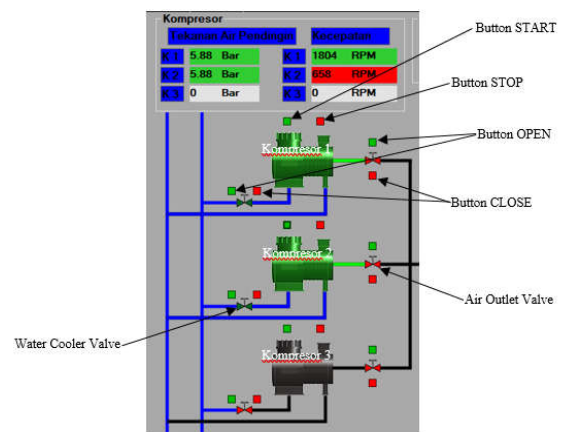 Kompresor
Tekanan Air Pendingin Kecepatan
K 1 5.88 Bar K 1 1804 RPM
K 2 5.88 Bar K 2 658 RPM
K 3 0 Bar K 3 0 RPM
Button START
Button STOP
Kompresor 1
Button OPEN
Button CLOSE
Kompresor 2
Air Outlet Valve
Water Cooler Valve
Kompresor 3